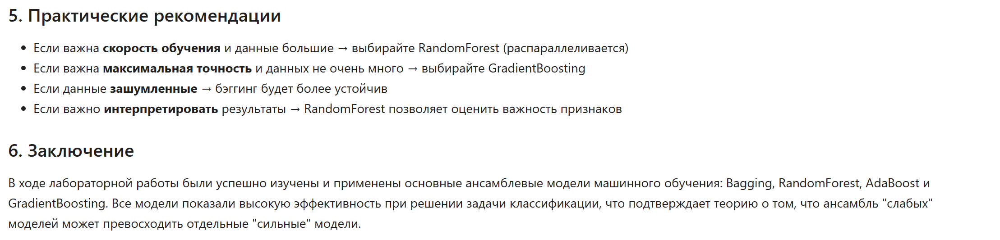 5. Практические рекомендации
• Если важна скорость обучения и данные большие → выбирайте RandomForest (распараллеливается)
• Если важна максимальная точность и данных не очень много → выбирайте GradientBoosting
• Если данные зашумленные → бэггинг будет более устойчив
• Если важно интерпретировать результаты → RandomForest позволяет оценить важность признаков
6. Заключение
В ходе лабораторной работы были успешно изучены и применены основные ансамблевые модели машинного обучения: Bagging, RandomForest, AdaBoost и
GradientBoosting. Все модели показали высокую эффективность при решении задачи классификации, что подтверждает теорию о том, что ансамбль "слабых"
моделей может превосходить отдельные "сильные" модели.